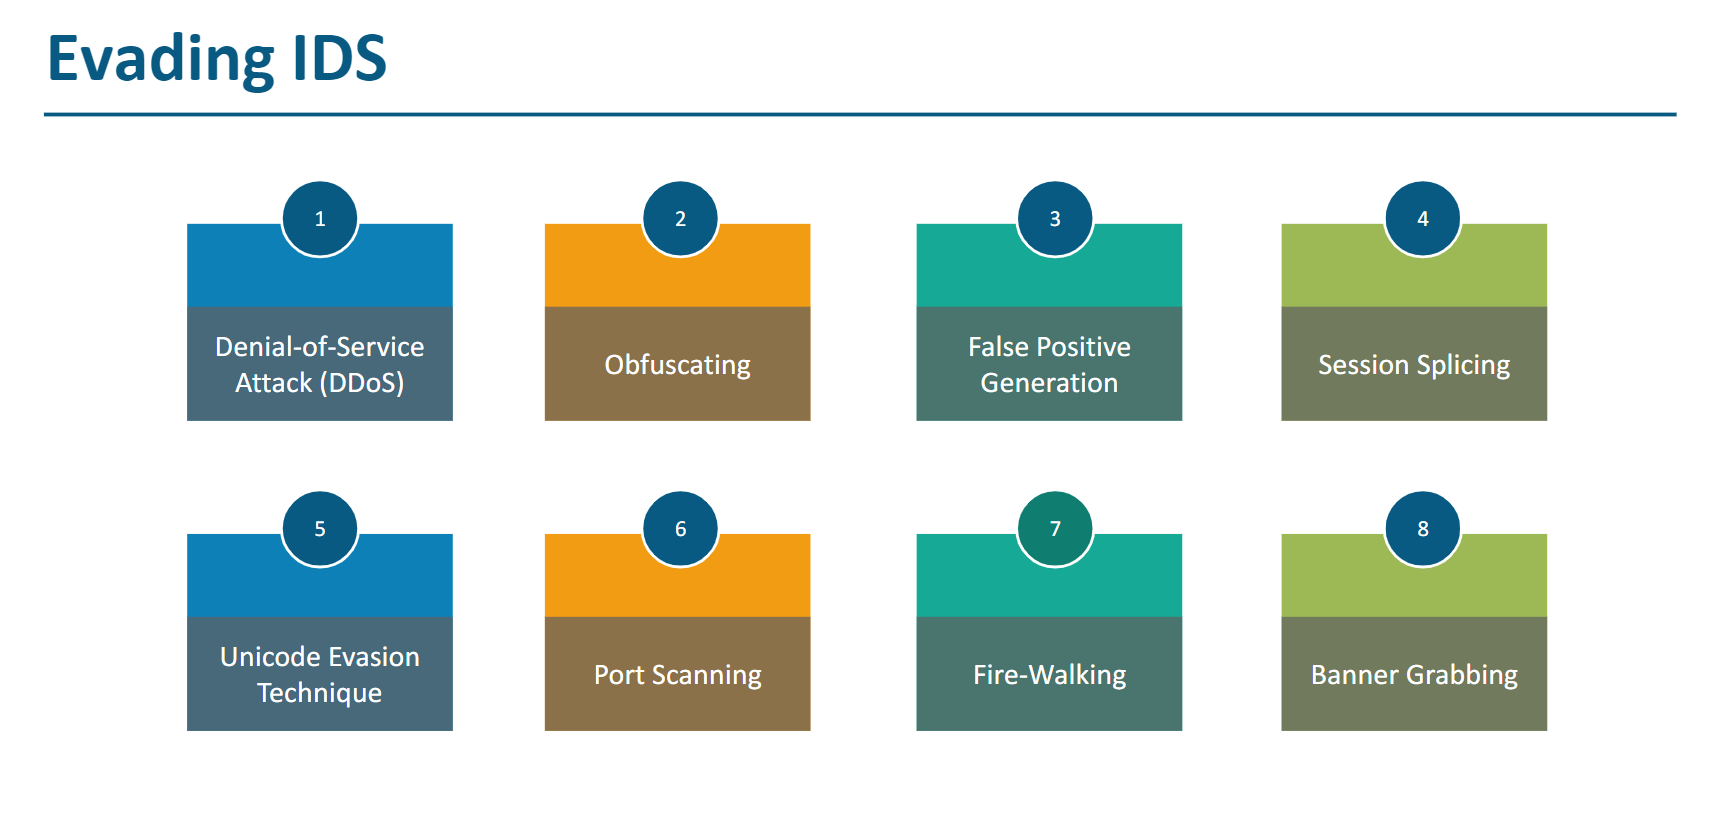 Evading IDS
1
Denial-of-Service
Attack (DDoS)
2
Obfuscating
3
False Positive
Generation
4
Session Splicing
5
Unicode Evasion
Technique
6
Port Scanning
7
Fire-Walking
8
Banner Grabbing